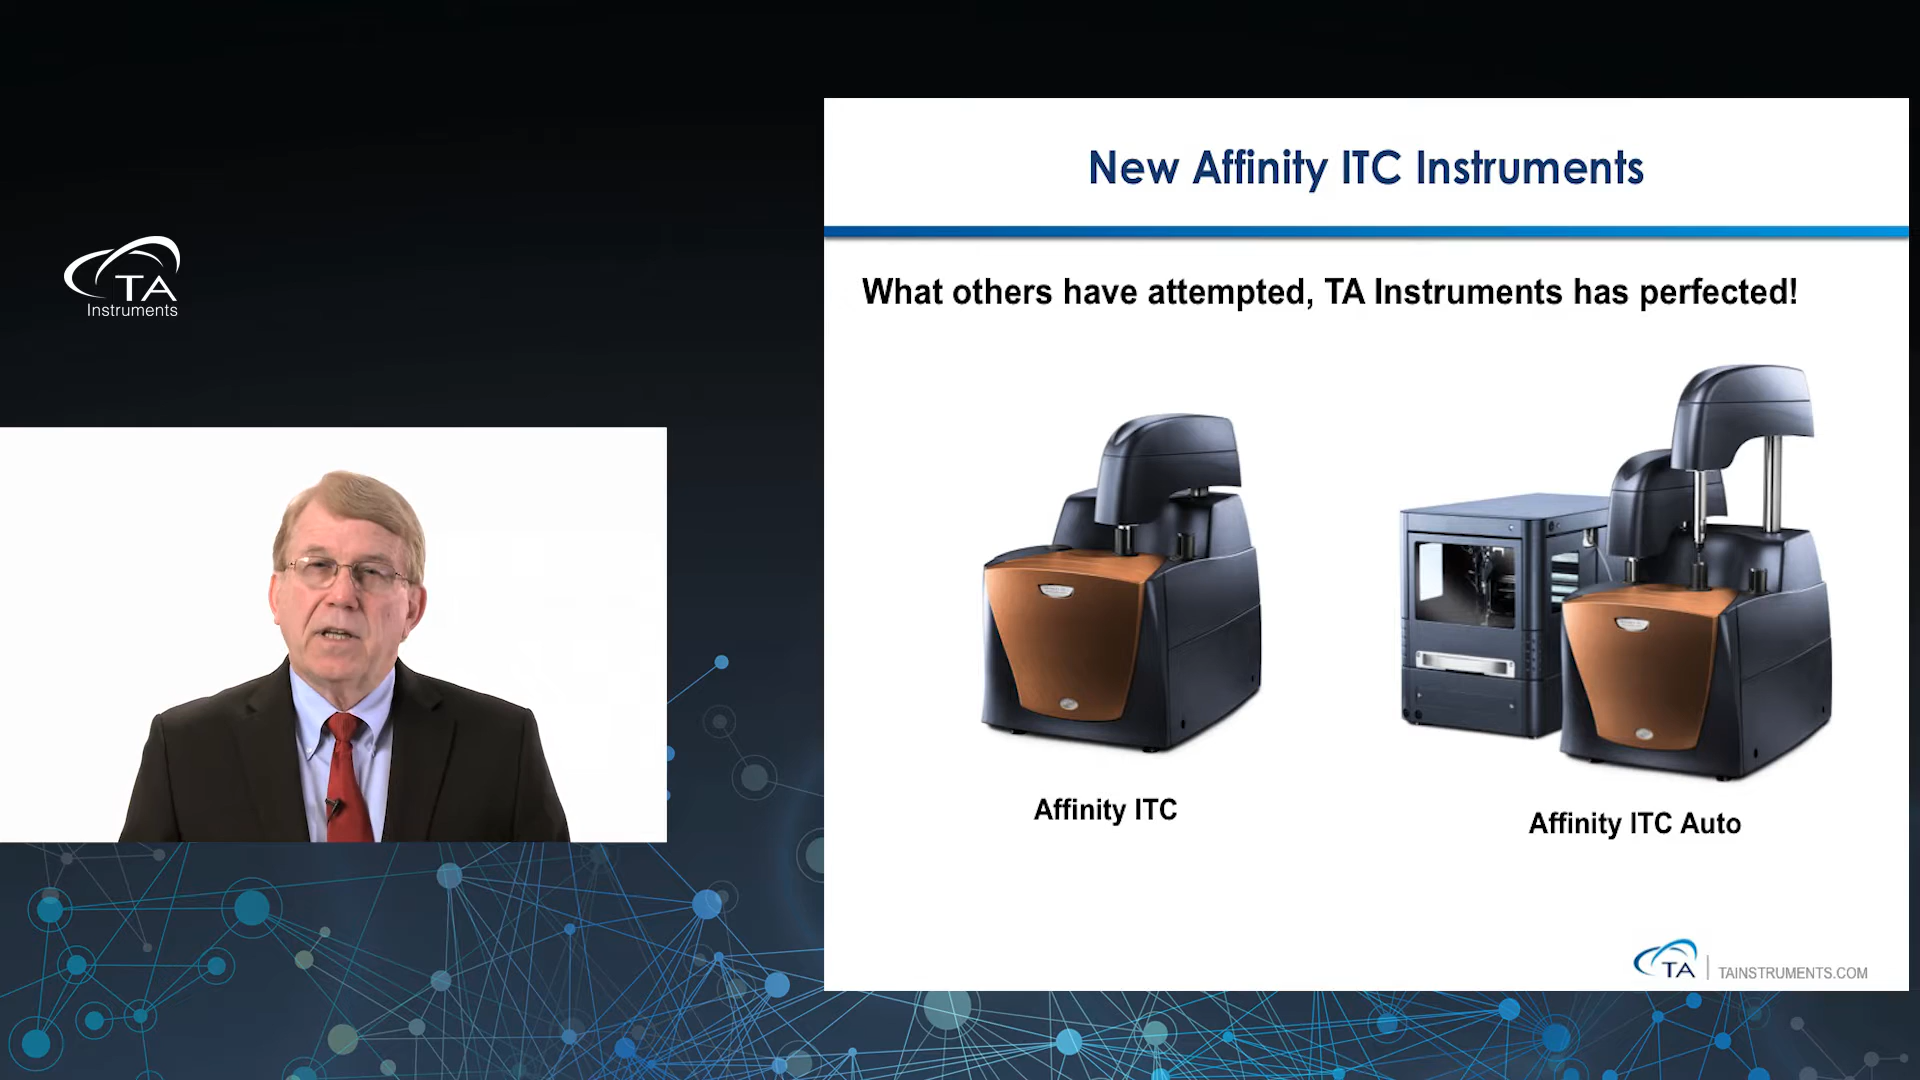 TA
Instruments
New Affinity ITC Instruments
What others have attempted, TA Instruments has perfected!
Affinity ITC
Affinity ITC Auto
TA | TAINSTRUMENTS.COM